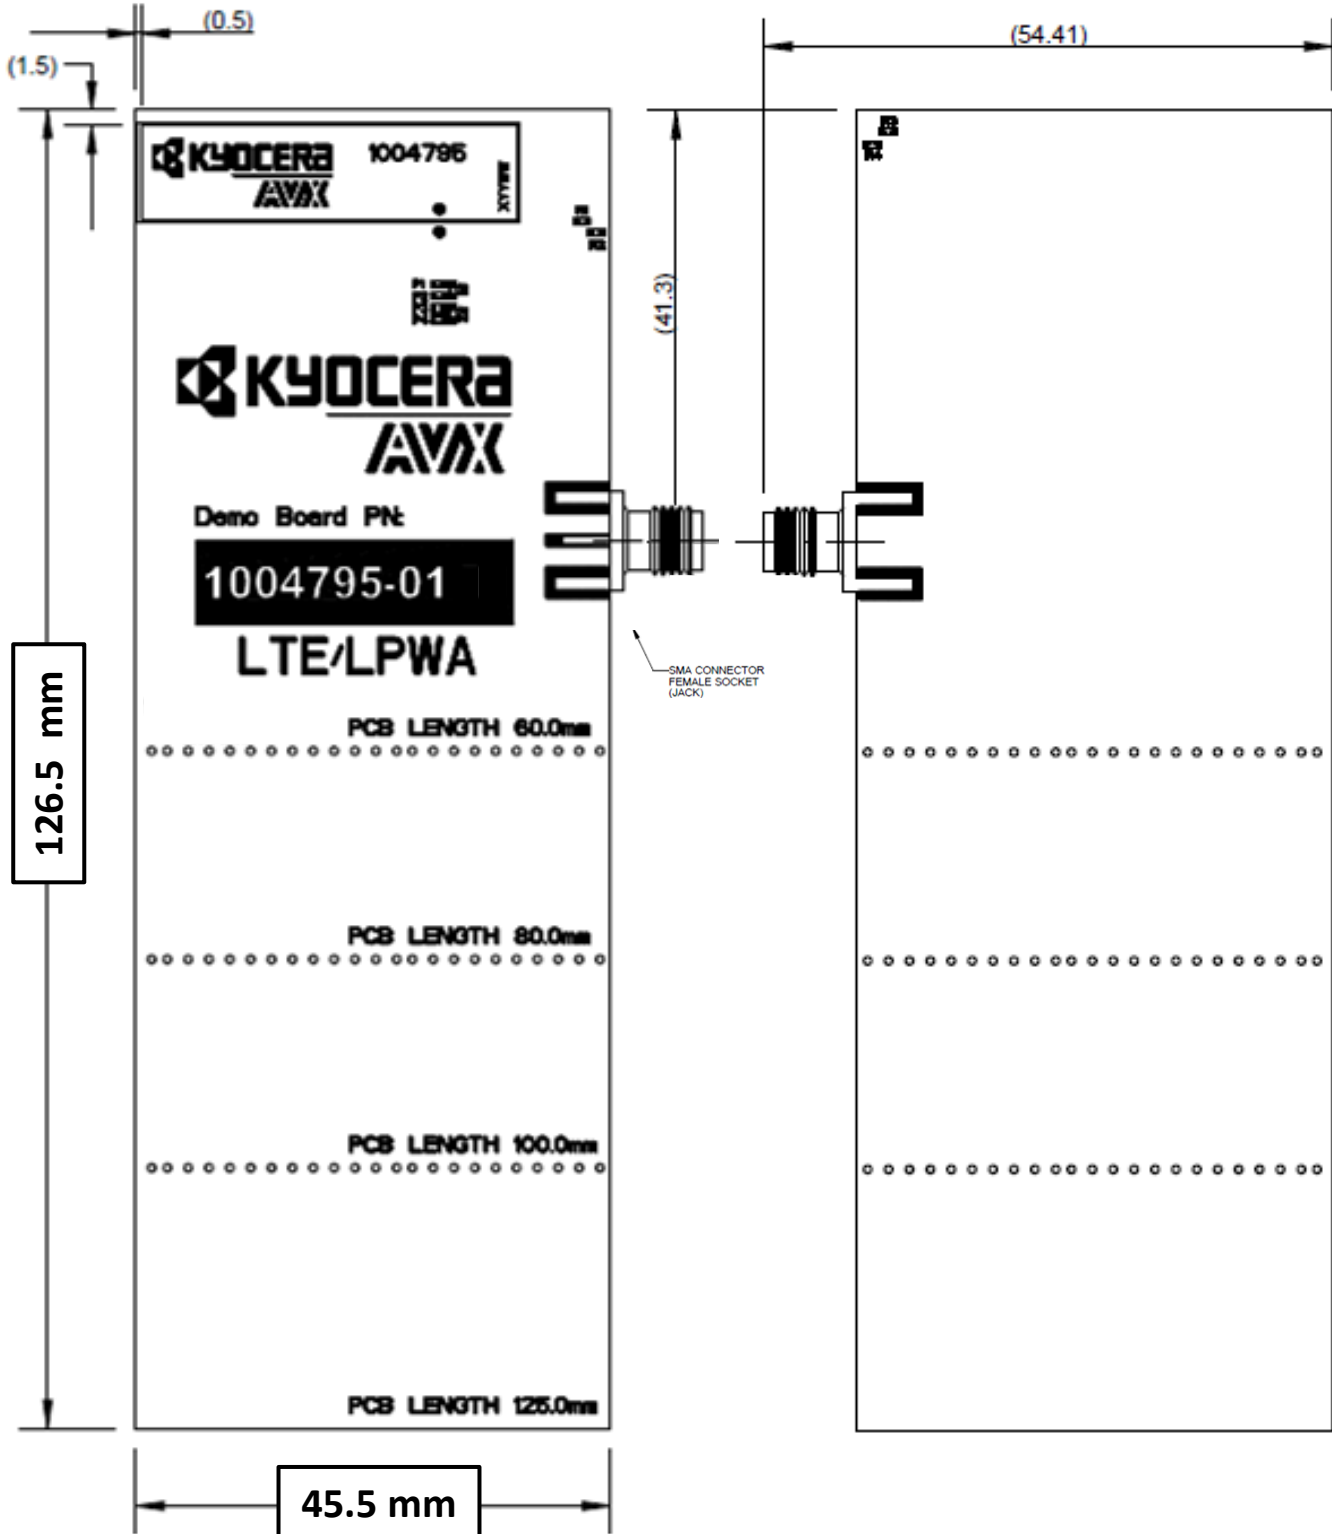 (0.5)
(54.41)
(1.5)
KYOCERA
AVX
1004795
XYYWW
(41.3)
KYOCERA
AVX
Demo Board PN:
1004795-01
LTE/LPWA
SMA CONNECTOR
FEMALE SOCKET
(JACK)
126.5 mm
PCB LENGTH 60.0mm
PCB LENGTH 80.0mm
PCB LENGTH 100.0mm
PCB LENGTH 125.0mm
45.5 mm